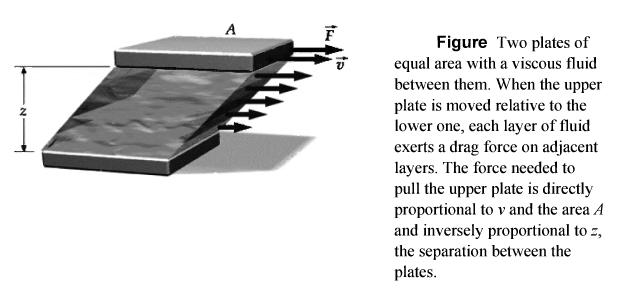 A
F
v
z
Figure Two plates of
equal area with a viscous fluid
between them. When the upper
plate is moved relative to the
lower one, each layer of fluid
exerts a drag force on adjacent
layers. The force needed to
pull the upper plate is directly
proportional to v and the area A
and inversely proportional to z,
the separation between the
plates.